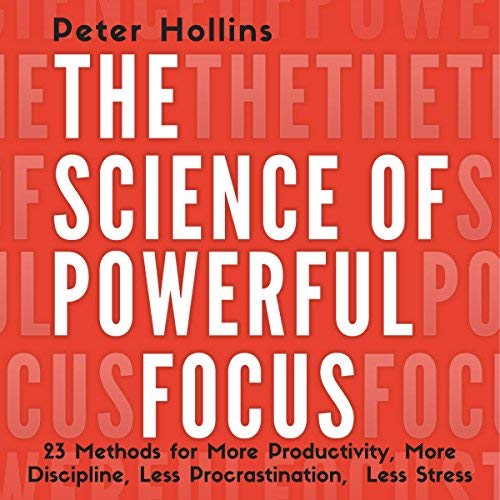 Peter Hollins
THE
SCIENCE OF
POWERFUL
FOCUS
23 Methods for More Productivity, More
Discipline, Less Procrastination, Less Stress